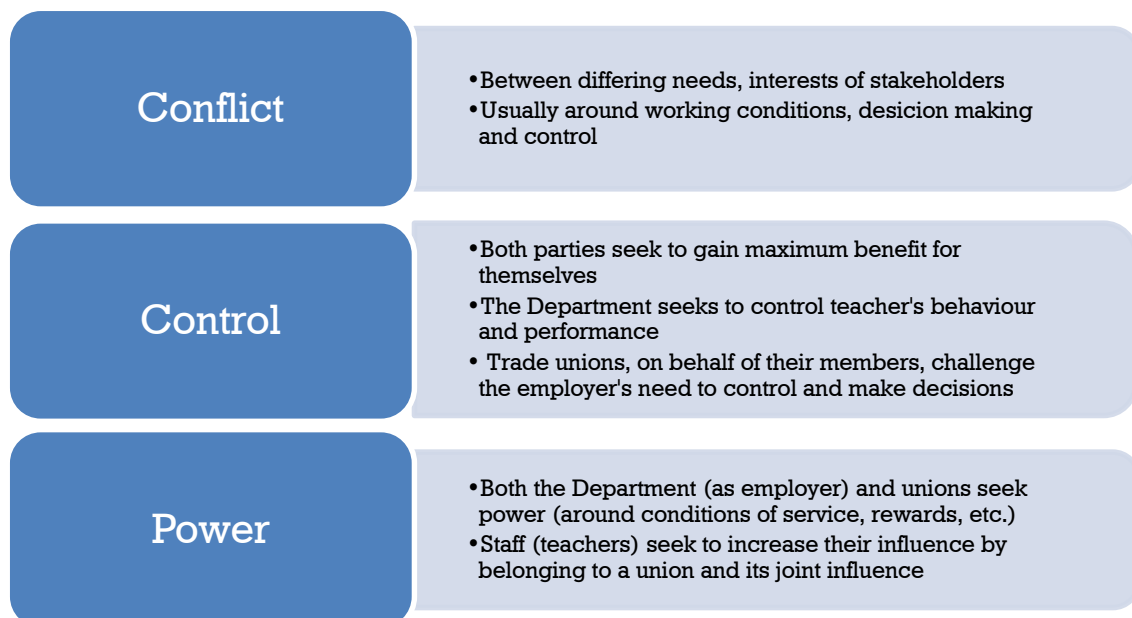 Conflict
•Between differing needs, interests of stakeholders
•Usually around working conditions, desicion making
and control
Control
•Both parties seek to gain maximum benefit for
themselves
•The Department seeks to control teacher's behaviour
and performance
• Trade unions, on behalf of their members, challenge
the employer's need to control and make decisions
Power
•Both the Department (as employer) and unions seek
power (around conditions of service, rewards, etc.)
•Staff (teachers) seek to increase their influence by
belonging to a union and its joint influence